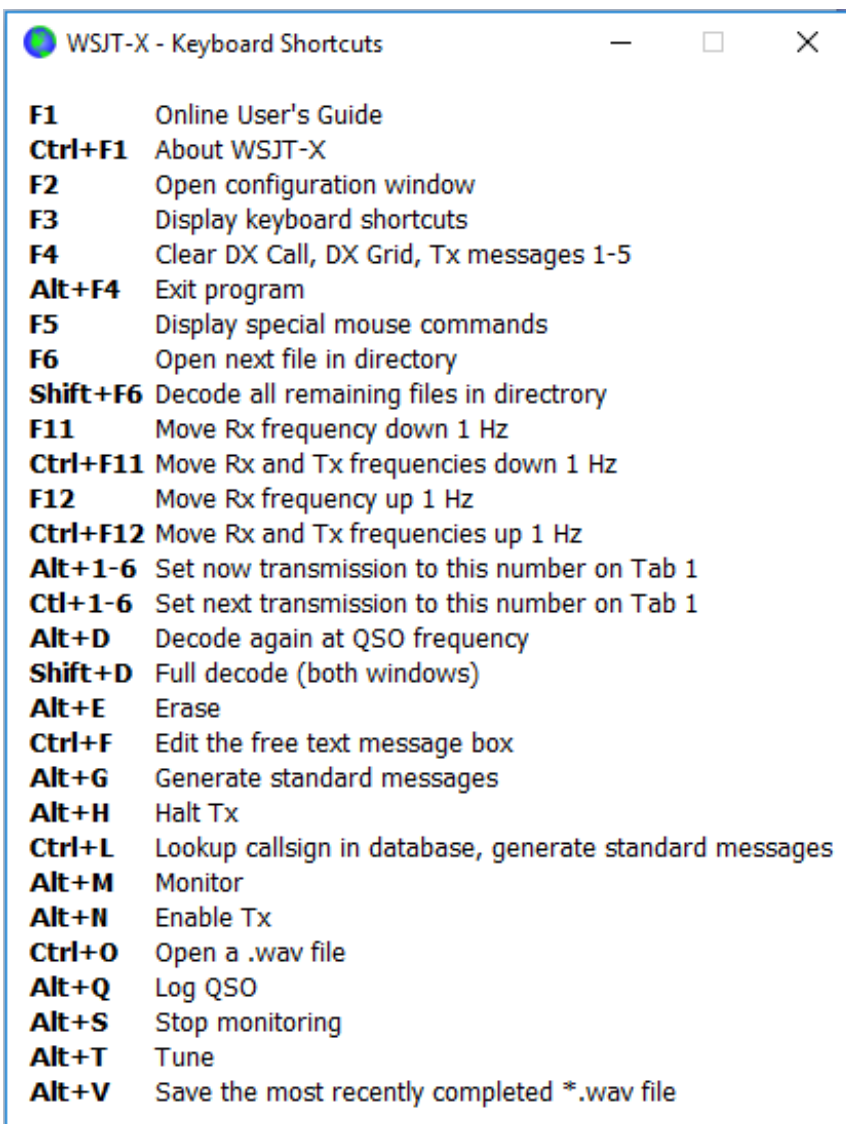 WSJT-X - Keyboard Shortcuts
F1 Online User's Guide
Ctrl+F1 About WSJT-X
F2 Open configuration window
F3 Display keyboard shortcuts
F4 Clear DX Call, DX Grid, Tx messages 1-5
Alt+F4 Exit program
F5 Display special mouse commands
F6 Open next file in directory
Shift+F6 Decode all remaining files in directrory
F11 Move Rx frequency down 1 Hz
Ctrl+F11 Move Rx and Tx frequencies down 1 Hz
F12 Move Rx frequency up 1 Hz
Ctrl+F12 Move Rx and Tx frequencies up 1 Hz
Alt+1-6 Set now transmission to this number on Tab 1
Ctl+1-6 Set next transmission to this number on Tab 1
Alt+D Decode again at QSO frequency
Shift+D Full decode (both windows)
Alt+E Erase
Ctrl+F Edit the free text message box
Alt+G Generate standard messages
Alt+H Halt Tx
Ctrl+L Lookup callsign in database, generate standard messages
Alt+M Monitor
Alt+N Enable Tx
Ctrl+O Open a .wav file
Alt+Q Log QSO
Alt+S Stop monitoring
Alt+T Tune
Alt+V Save the most recently completed *.wav file